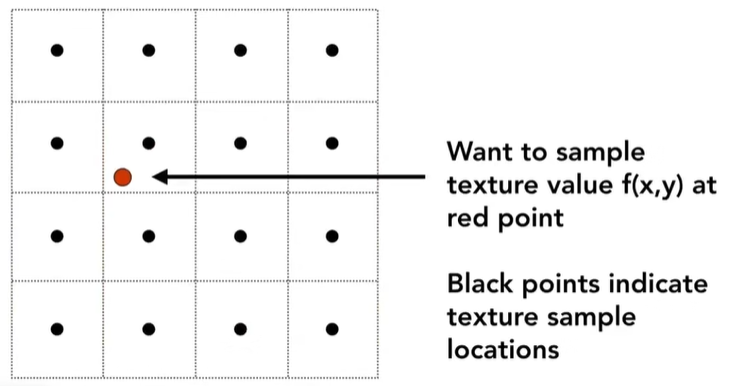 Want to sample
texture value f(x,y) at
red point
Black points indicate
texture sample
locations